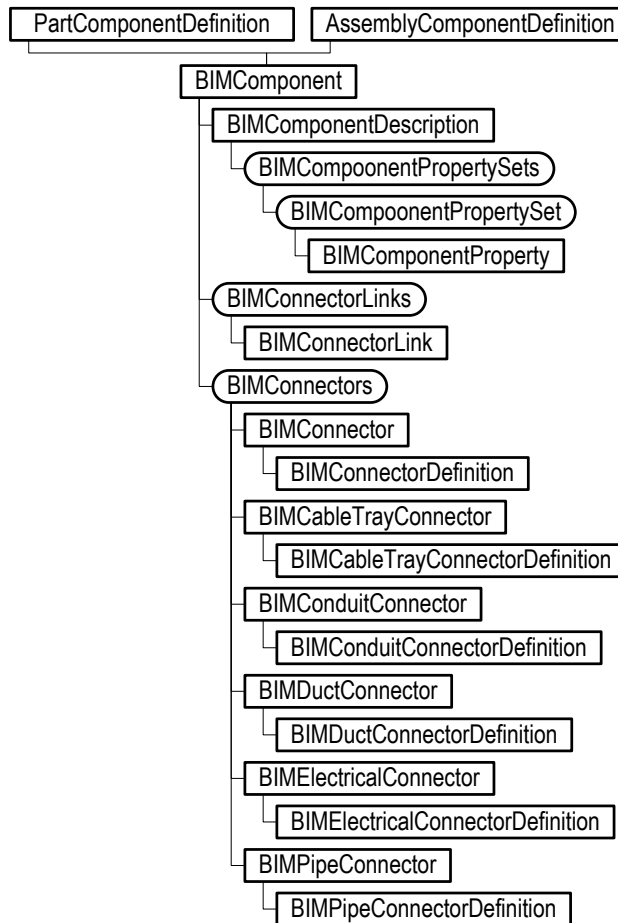 PartComponentDefinition
AssemblyComponentDefinition
BIMComponent
BIMComponentDescription
BIMCompoonentPropertySets
BIMCompoonentPropertySet
BIMComponentProperty
BIMConnectorLinks
BIMConnectorLink
BIMConnectors
BIMConnector
BIMConnectorDefinition
BIMCableTrayConnector
BIMCableTrayConnectorDefinition
BIMConduitConnector
BIMConduitConnectorDefinition
BIMDuctConnector
BIMDuctConnectorDefinition
BIMElectricalConnector
BIMElectricalConnectorDefinition
BIMPipeConnector
BIMPipeConnectorDefinition